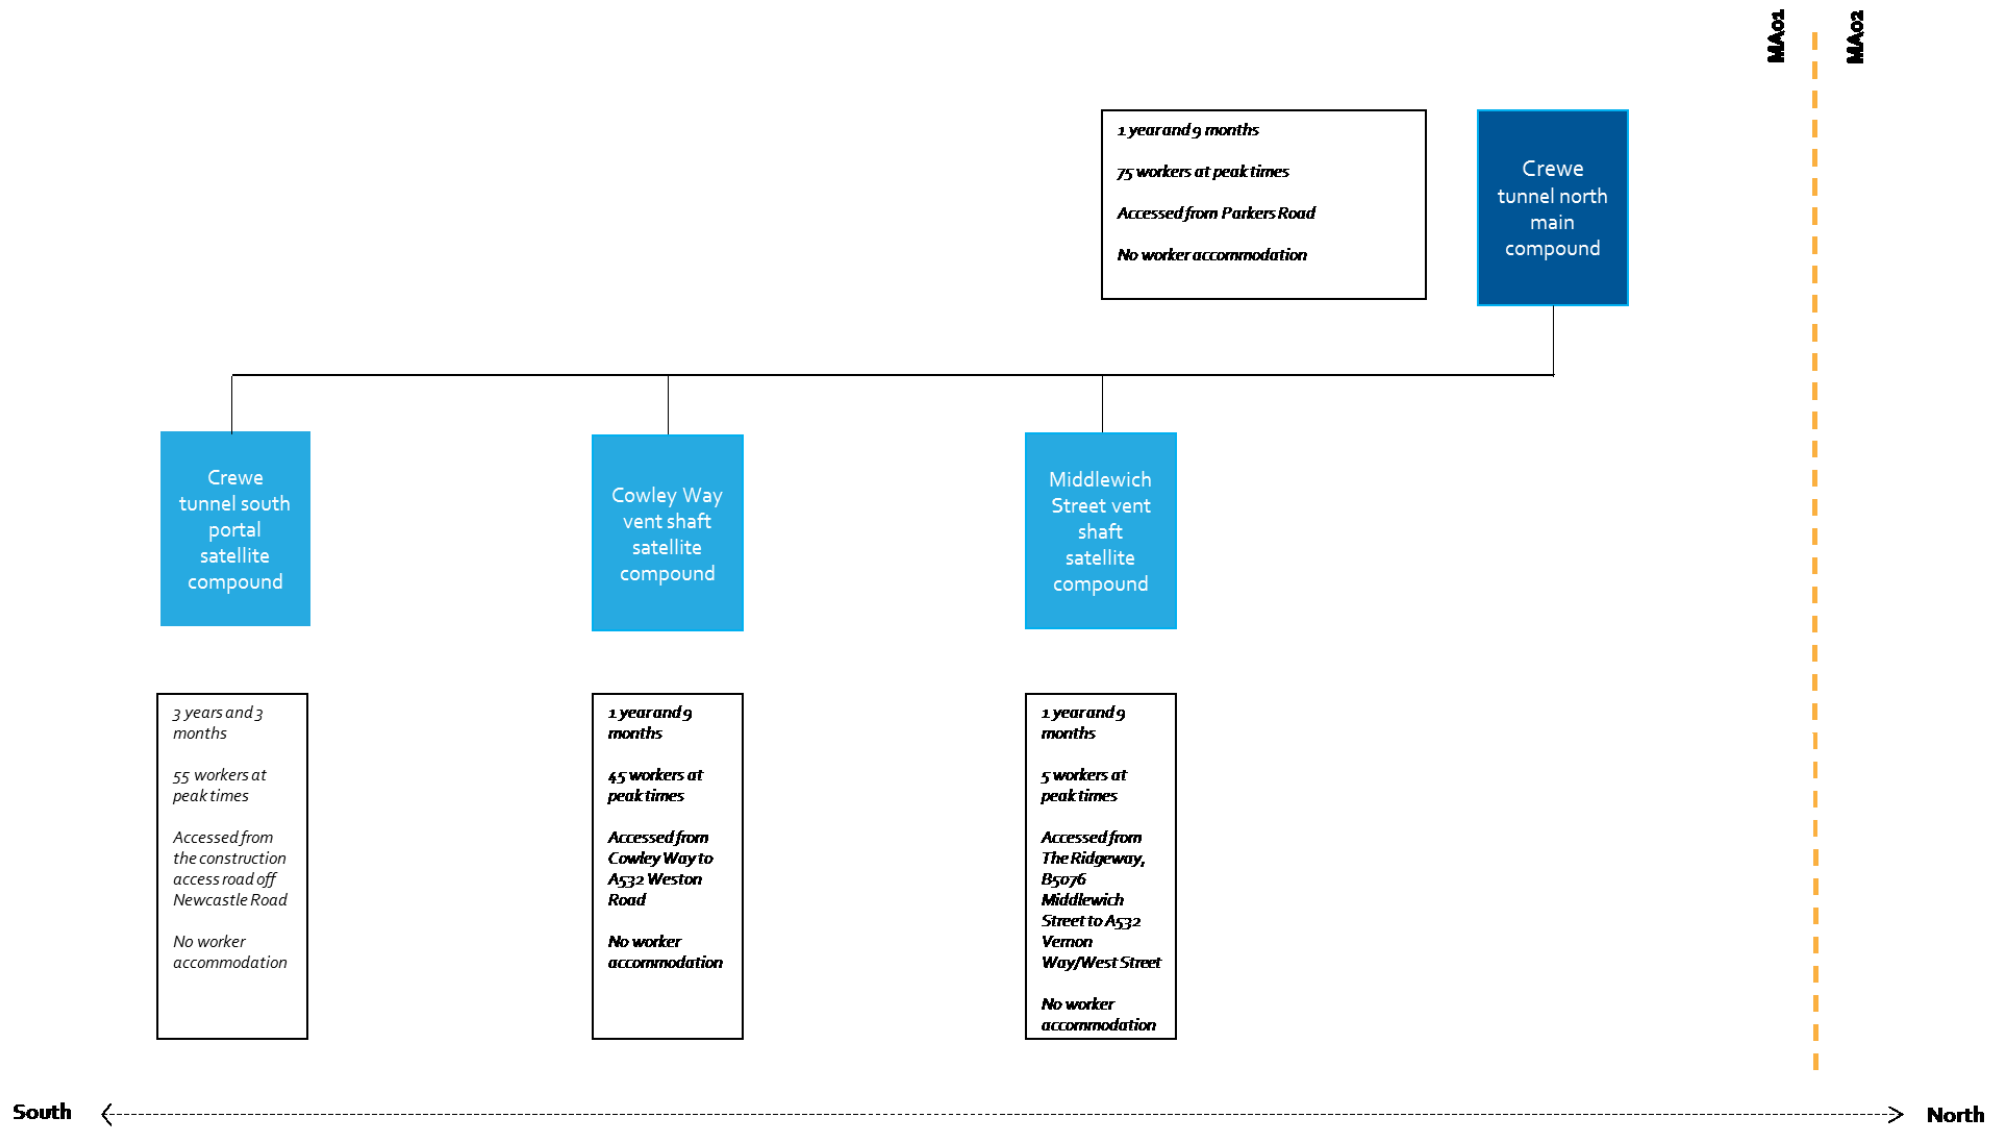 MA01
MA02
1 year and 9 months
75 workers at peak times
Accessed from Parkers Road
No worker accommodation
Crewe
tunnel north
main
compound
Crewe
tunnel south
portal
satellite
compound
Cowley Way
vent shaft
satellite
compound
Middlewich
Street vent
shaft
satellite
compound
3 years and 3
months
55 workers at
peak times
Accessed from
the construction
access road off
Newcastle Road
No worker
accommodation
1 year and 9
months
45 workers at
peak times
Accessed from
Cowley Way to
A532 Weston
Road
No worker
accommodation
1 year and 9
months
5 workers at
peak times
Accessed from
The Ridgeway,
B5076
Middlewich
Street to A532
Vernon
Way/West Street
No worker
accommodation
South
North